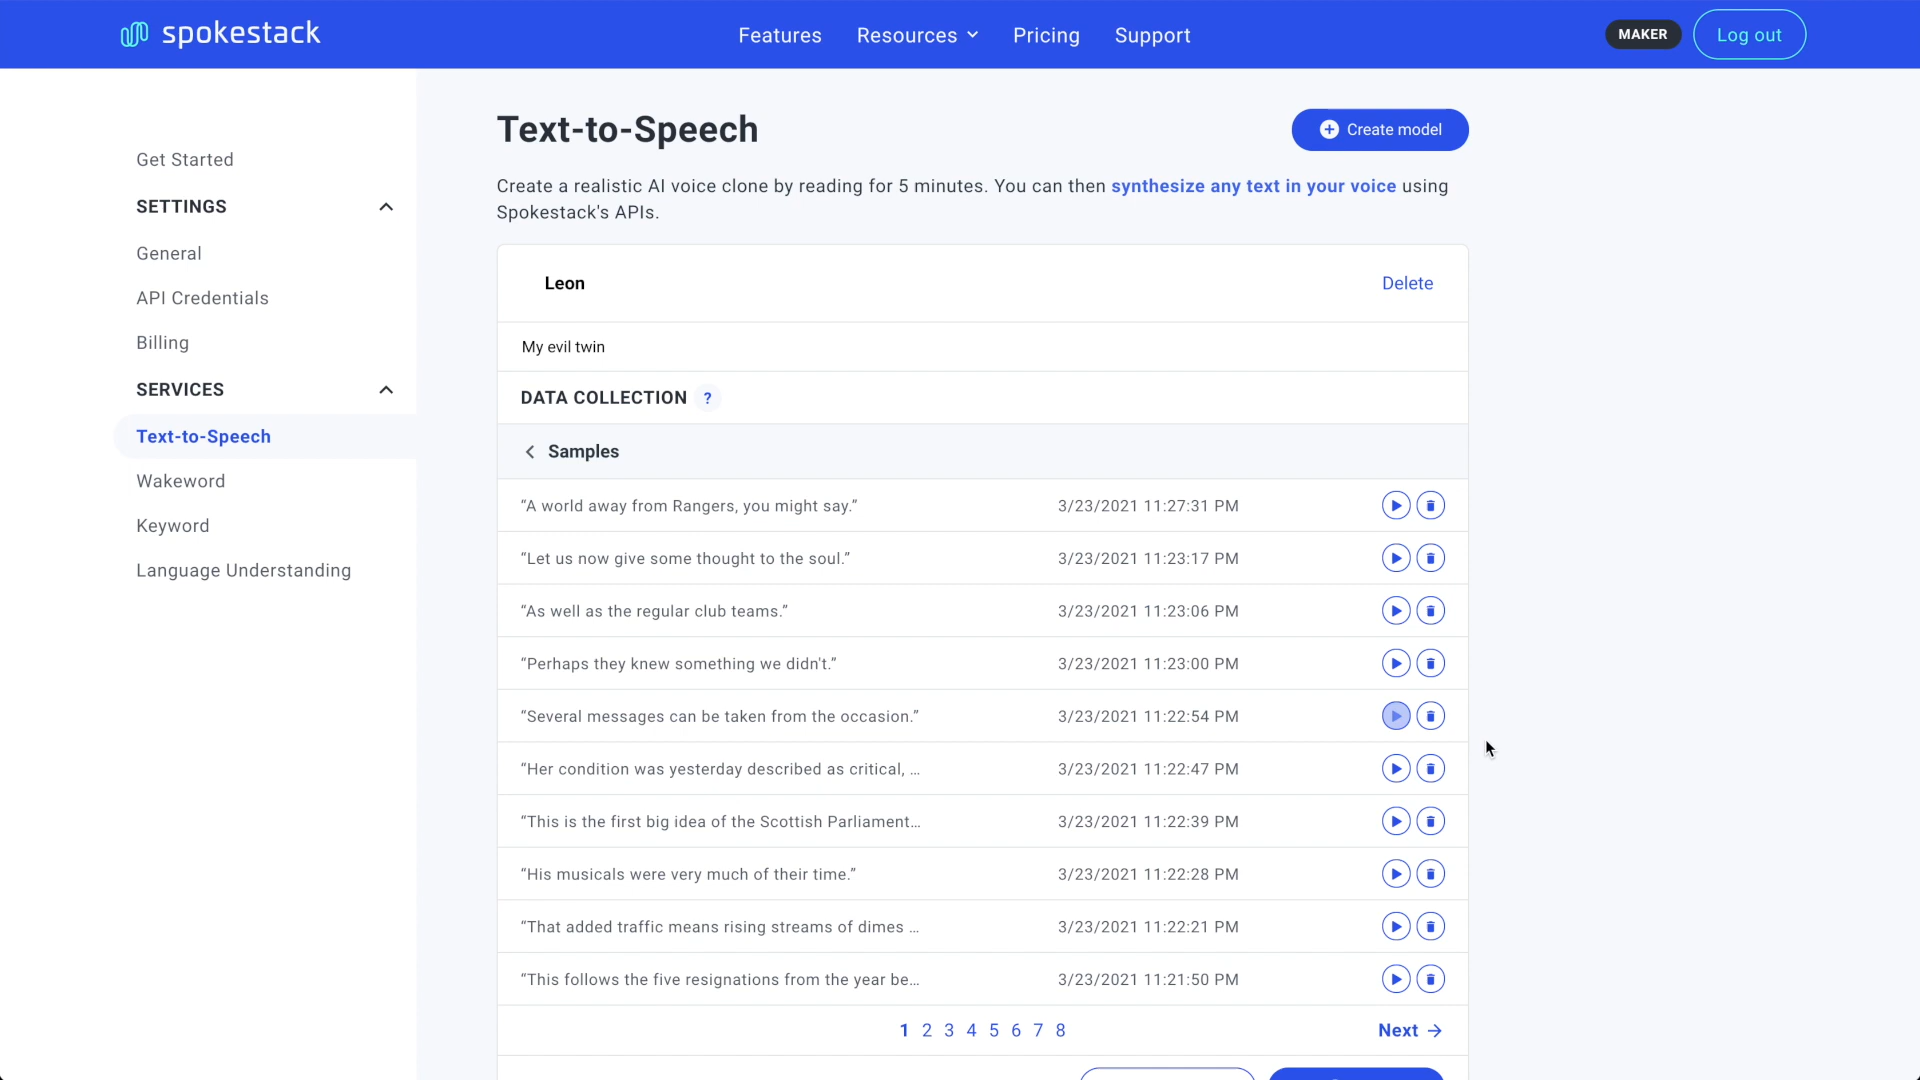 spokestack
Features
Resources
Pricing
Support
MAKER
Log out
Get Started
SETTINGS
General
API Credentials
Billing
SERVICES
Text-to-Speech
Wakeword
Keyword
Language Understanding
Text-to-Speech
Create model
Create a realistic AI voice clone by reading for 5 minutes. You can then synthesize any text in your voice using
Spokestack's APIs.
Leon
Delete
My evil twin
DATA COLLECTION ?
Samples
“A world away from Rangers, you might say.” 3/23/2021 11:27:31 PM
“Let us now give some thought to the soul.” 3/23/2021 11:23:17 PM
“As well as the regular club teams.” 3/23/2021 11:23:06 PM
“Perhaps they knew something we didn't.” 3/23/2021 11:23:00 PM
“Several messages can be taken from the occasion.” 3/23/2021 11:22:54 PM
“Her condition was yesterday described as critical, ... 3/23/2021 11:22:47 PM
“This is the first big idea of the Scottish Parliament... 3/23/2021 11:22:39 PM
“His musicals were very much of their time.” 3/23/2021 11:22:28 PM
“That added traffic means rising streams of dimes ... 3/23/2021 11:22:21 PM
“This follows the five resignations from the year be... 3/23/2021 11:21:50 PM
1 2 3 4 5 6 7 8
Next →